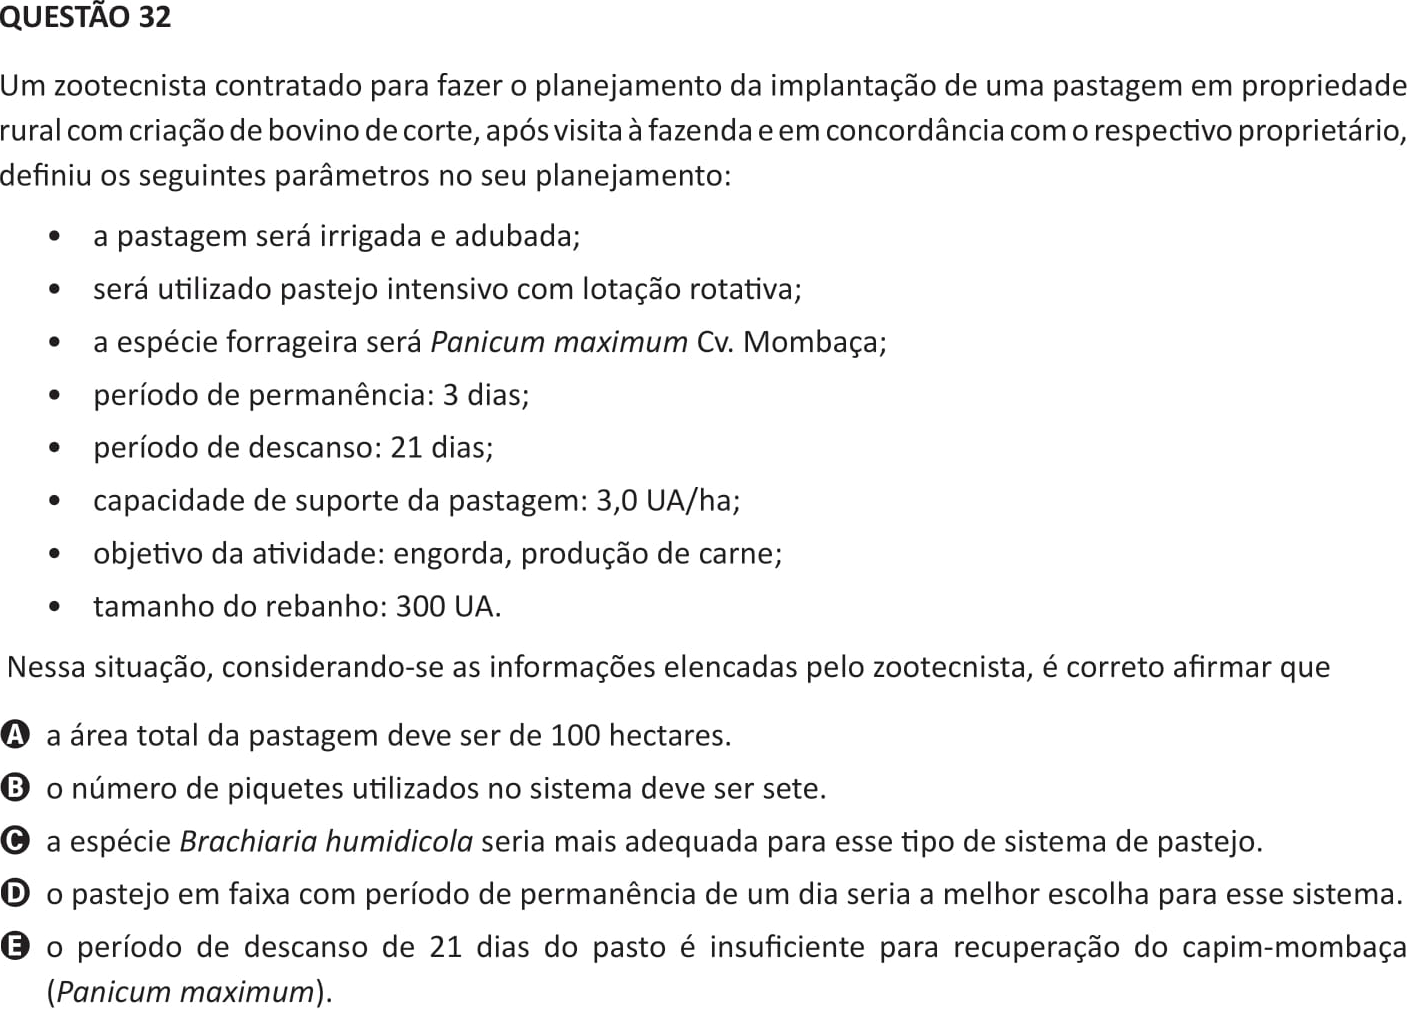 QUESTÃO 32
Um zootecnista contratado para fazer o planejamento da implantação de uma pastagem em propriedade
rural com criação de bovino de corte, após visita à fazenda e em concordância com o respectivo proprietário,
definiu os seguintes parâmetros no seu planejamento:
• a pastagem será irrigada e adubada;
• será utilizado pastejo intensivo com lotação rotativa;
• a espécie forrageira será Panicum maximum Cv. Mombaça;
• período de permanência: 3 dias;
• período de descanso: 21 dias;
• capacidade de suporte da pastagem: 3,0 UA/ha;
• objetivo da atividade: engorda, produção de carne;
• tamanho do rebanho: 300 UA.
Nessa situação, considerando-se as informações elencadas pelo zootecnista, é correto afirmar que
A a área total da pastagem deve ser de 100 hectares.
B o número de piquetes utilizados no sistema deve ser sete.
C a espécie Brachiaria humidicola seria mais adequada para esse tipo de sistema de pastejo.
D o pastejo em faixa com período de permanência de um dia seria a melhor escolha para esse sistema.
E o período de descanso de 21 dias do pasto é insuficiente para recuperação do capim-mombaça
(Panicum maximum).